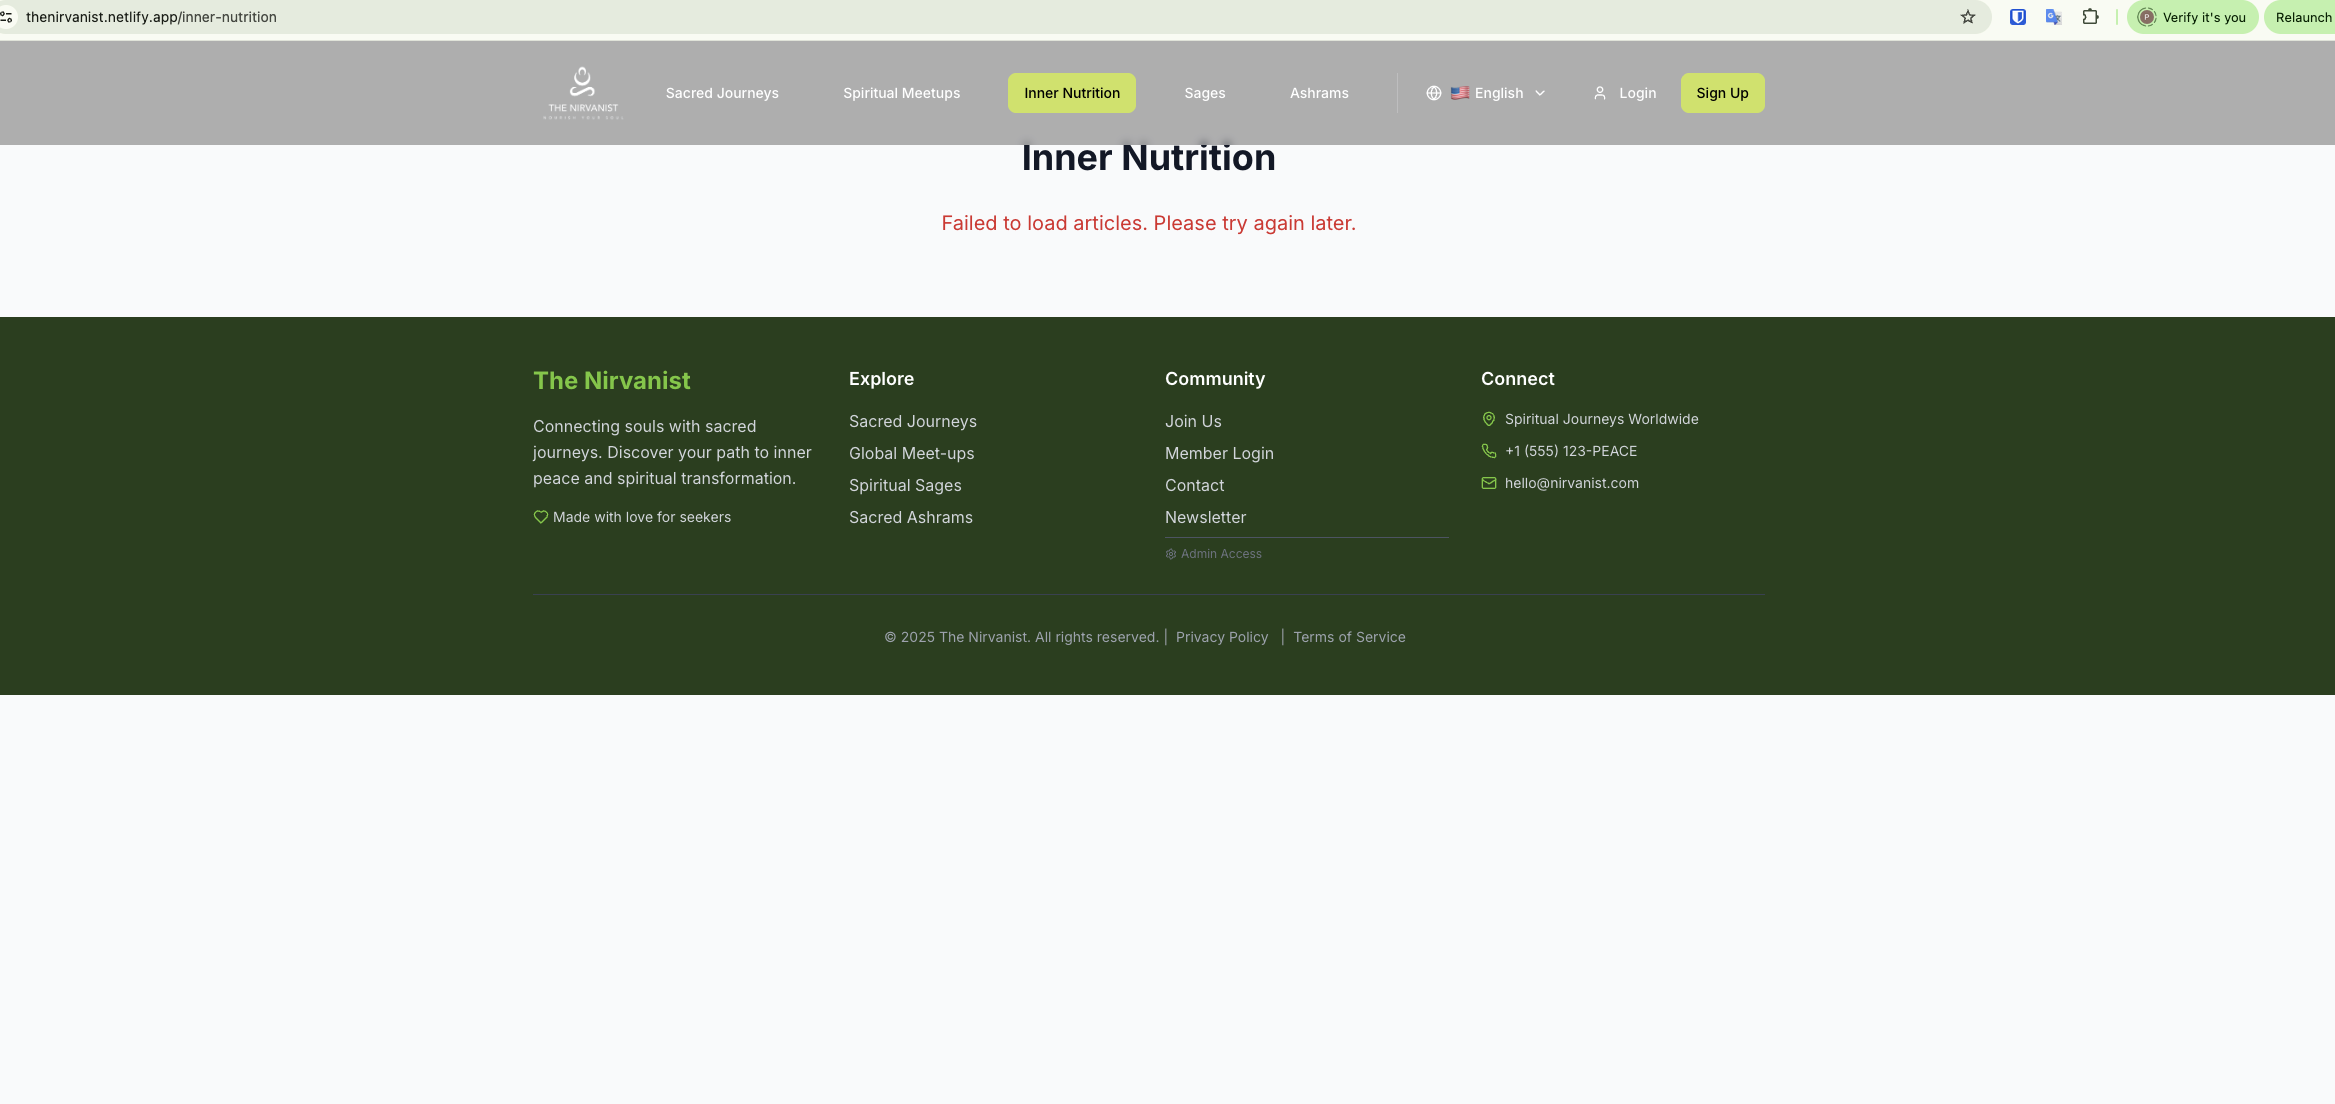 thenirvanist.netlify.app/inner-nutrition
Verify it's you
Relaunch
THE NIRVANIST
Sacred Journeys
Spiritual Meetups
Inner Nutrition
Sages
Ashrams
English
Login
Sign Up
Inner Nutrition
Failed to load articles. Please try again later.
The Nirvanist
Connecting souls with sacred
journeys. Discover your path to inner
peace and spiritual transformation.
Made with love for seekers
Explore
Sacred Journeys
Global Meet-ups
Spiritual Sages
Sacred Ashrams
Community
Join Us
Member Login
Contact
Newsletter
Admin Access
Connect
Spiritual Journeys Worldwide
+1 (555) 123-PEACE
hello@nirvanist.com
© 2025 The Nirvanist. All rights reserved. | Privacy Policy | Terms of Service